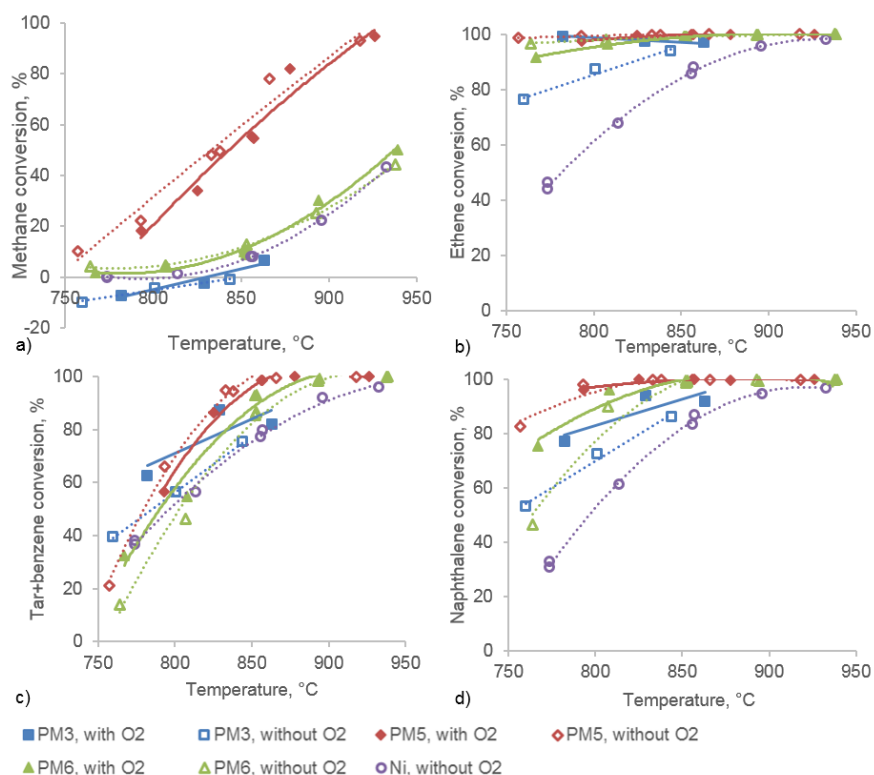 100
80
60
40
20
0
-20
750
800
850
900
950
Methane conversion, %
Temperature, °C
a)
100
80
60
40
20
0
750
800
850
900
950
Ethene conversion, %
Temperature, °C
b)
100
80
60
40
20
0
750
800
850
900
950
Tar+benzene conversion, %
Temperature, °C
c)
100
80
60
40
20
0
750
800
850
900
950
Naphthalene conversion, %
Temperature, °C
d)
PM3, with O2
PM3, without O2
PM5, with O2
PM5, without O2
PM6, with O2
PM6, without O2
Ni, without O2